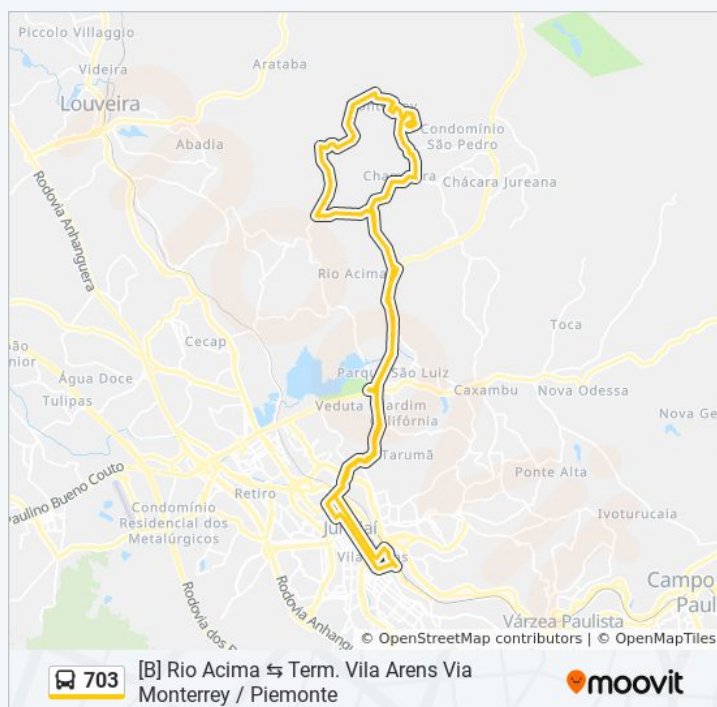 Piccolo Villaggio
Videira
Arataba
Louveira
Abadia
Condomínio
São Pedro
Chácara Jureana
Rodovia Anhanguera
Rio Acima
Toca
Cecap
Parque São Luiz
Água Doce
Caxambu
Nova Odessa
Tulipas
Veduta
Jardim
Califórnia
Nova Ge
Tarumã
Paulino Bueno Couto
Retiro
Ponte Alta
Condomínio
Residencial dos
Metalúrgicos
Ivoturucaia
Campo
Paul
Várzea Paulista
Rodovia Anhanguera
© OpenStreetMap contributors | © OpenMapTiles
703
[B] Rio Acima ⇆ Term. Vila Arens Via
Monterrey / Piemonte
moovit